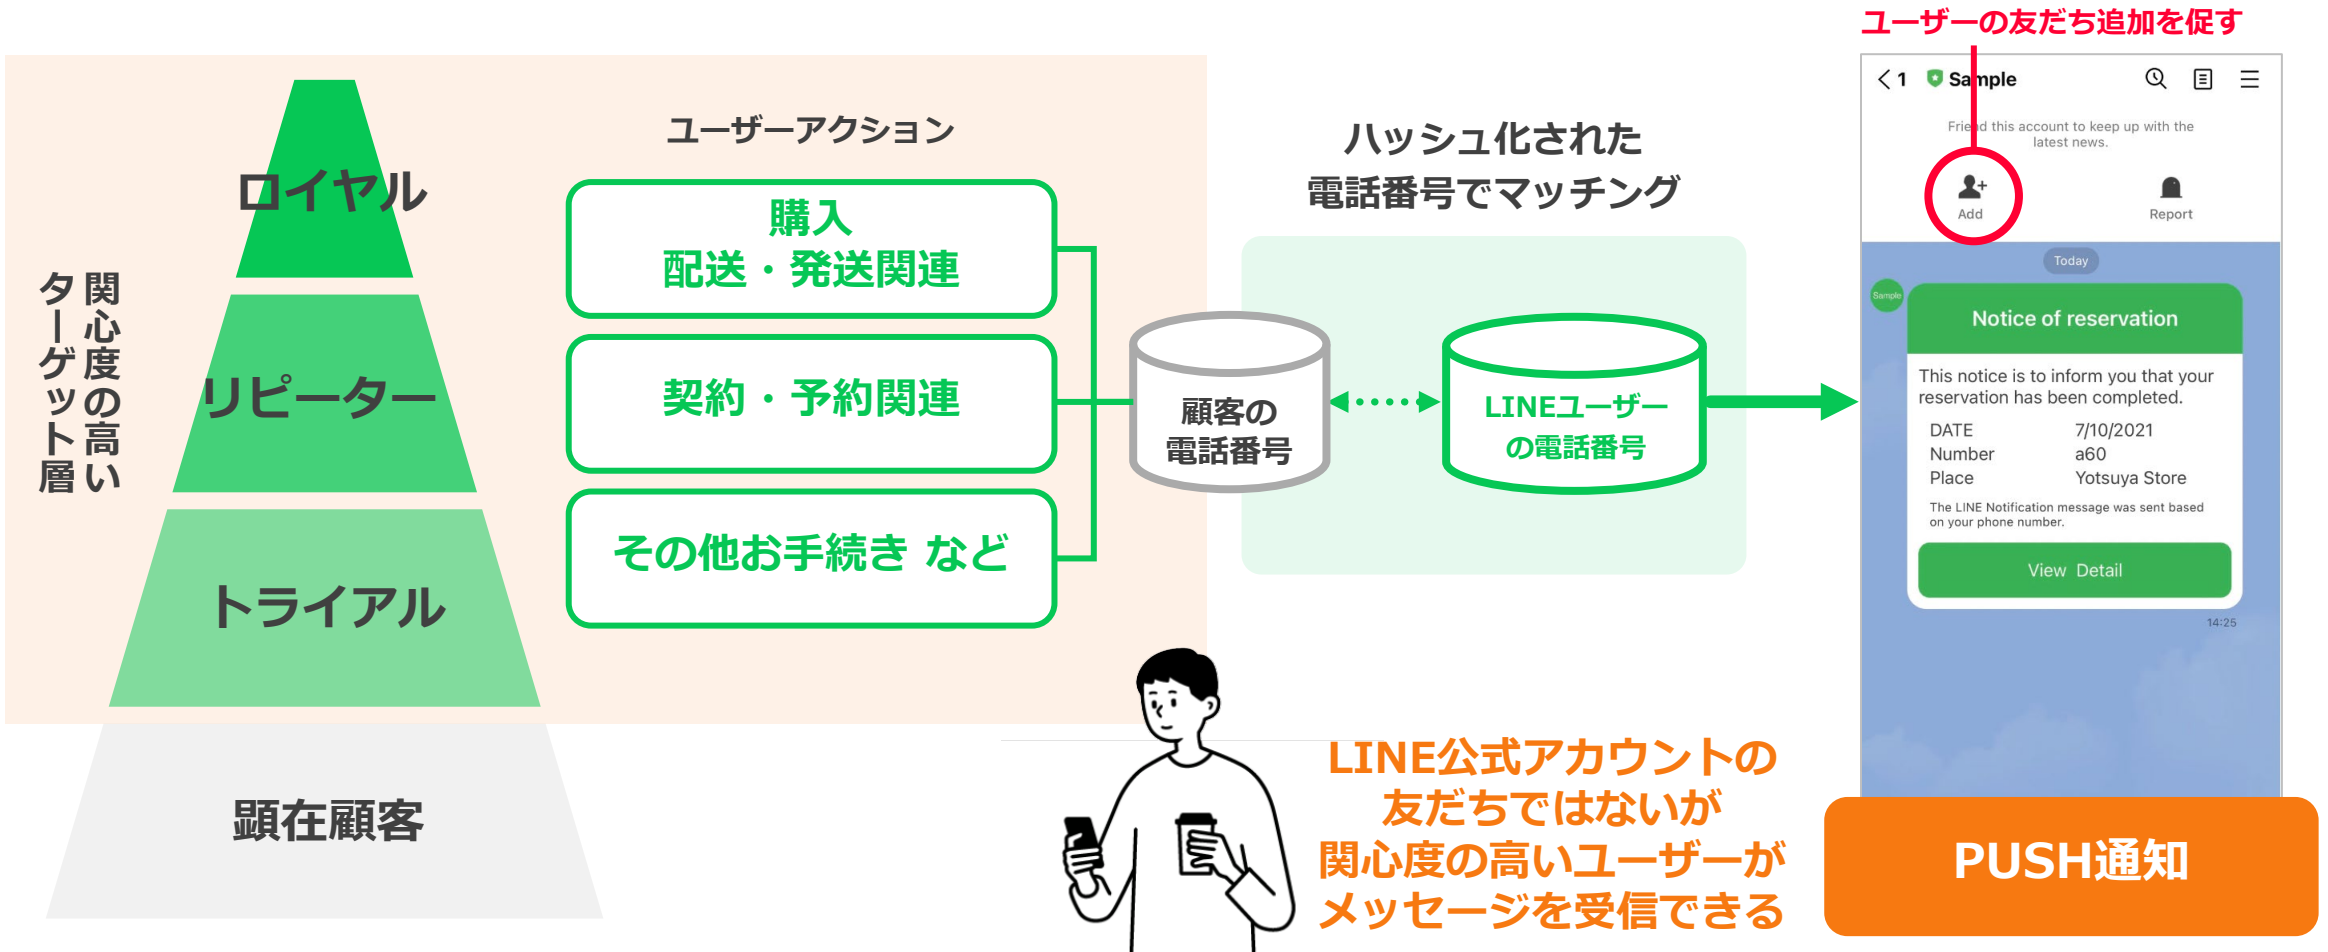 ユーザーの友だち追加を促す
関心度の高い
ターゲット層
ロイヤル
リピーター
トライアル
顕在顧客
ユーザーアクション
購入
配送・発送関連
契約・予約関連
その他お手続き など
ハッシュ化された
電話番号でマッチング
顧客の
電話番号
LINEユーザー
の電話番号
1 Sample
Friend this account to keep up with the
latest news.
Add
Report
Today
Sample
Notice of reservation
This notice is to inform you that your
reservation has been completed.
DATE 7/10/2021
Number a60
Place Yotsuya Store
The LINE Notification message was sent based
on your phone number.
View Detail
14:25
LINE公式アカウントの
友だちではないが
関心度の高いユーザーが
メッセージを受信できる
PUSH通知